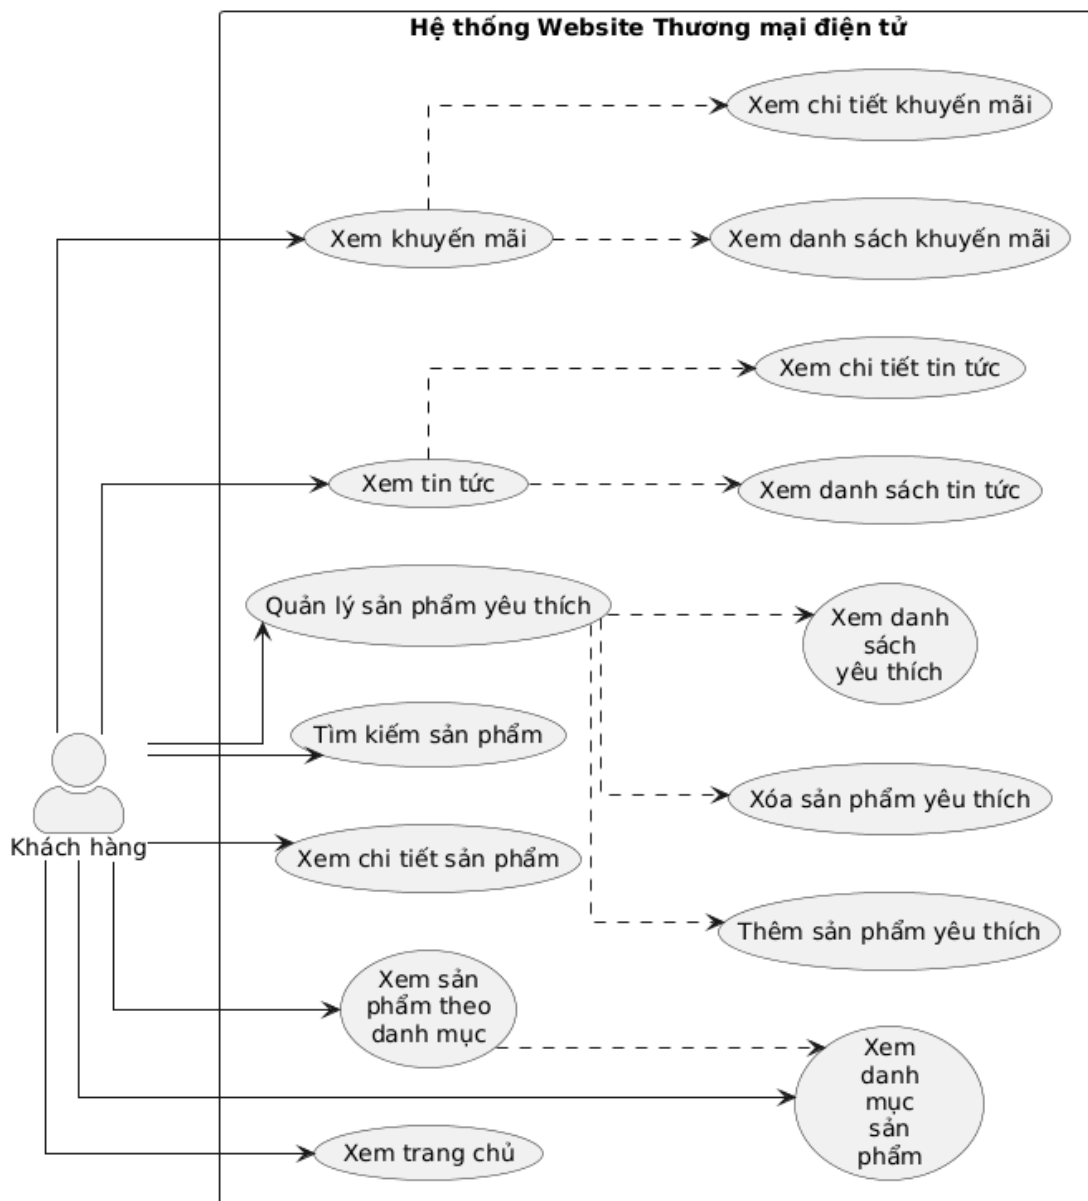 Hệ thống Website Thương mại điện tử
Xem chi tiết khuyến mãi
Xem khuyến mãi
Xem danh sách khuyến mãi
Xem chi tiết tin tức
Xem tin tức
Xem danh sách tin tức
Quản lý sản phẩm yêu thích
Xem danh
sách
yêu thích
Tìm kiếm sản phẩm
Xóa sản phẩm yêu thích
Khách hàng
Xem chi tiết sản phẩm
Thêm sản phẩm yêu thích
Xem sản
phẩm theo
danh mục
Xem
danh
mục
sản
phẩm
Xem trang chủ